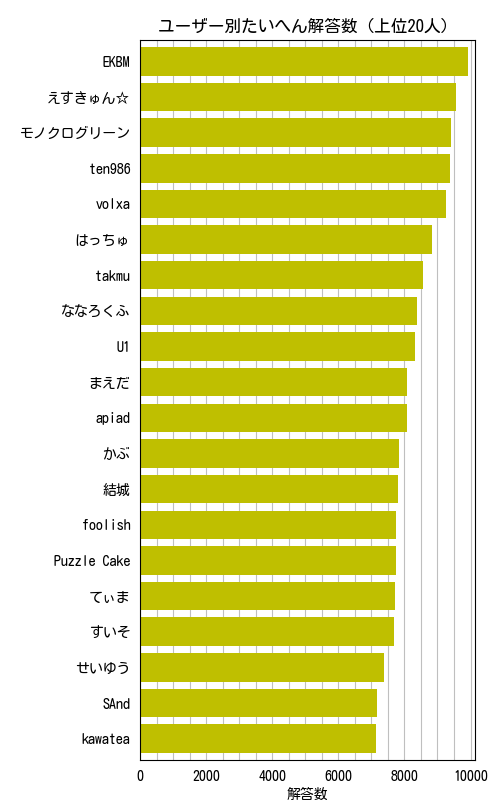 ユーザー別たいへん解答数（上位20人）
EKBM
えすきゅん☆
モノクログリーン
ten986
volxa
はっちゅ
takmu
ななろくふ
U1
まえだ
apiad
かぶ
結城
foolish
Puzzle Cake
てぃま
すいそ
せいゆう
SAnd
kawatea
0 2000 4000 6000 8000 10000
解答数